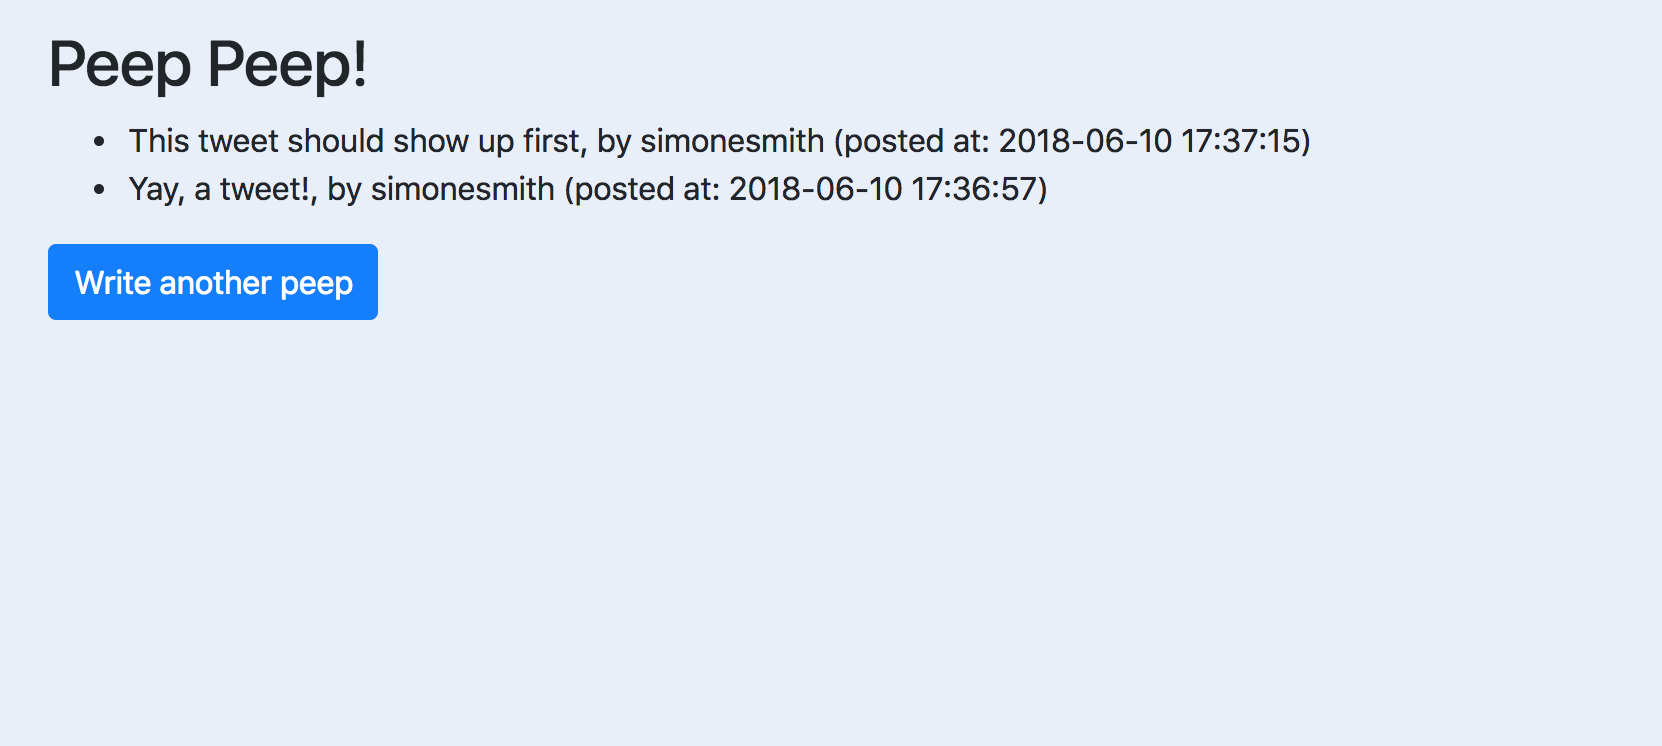 Peep Peep!
• This tweet should show up first, by simonesmith (posted at: 2018-06-10 17:37:15)
• Yay, a tweet!, by simonesmith (posted at: 2018-06-10 17:36:57)
Write another peep